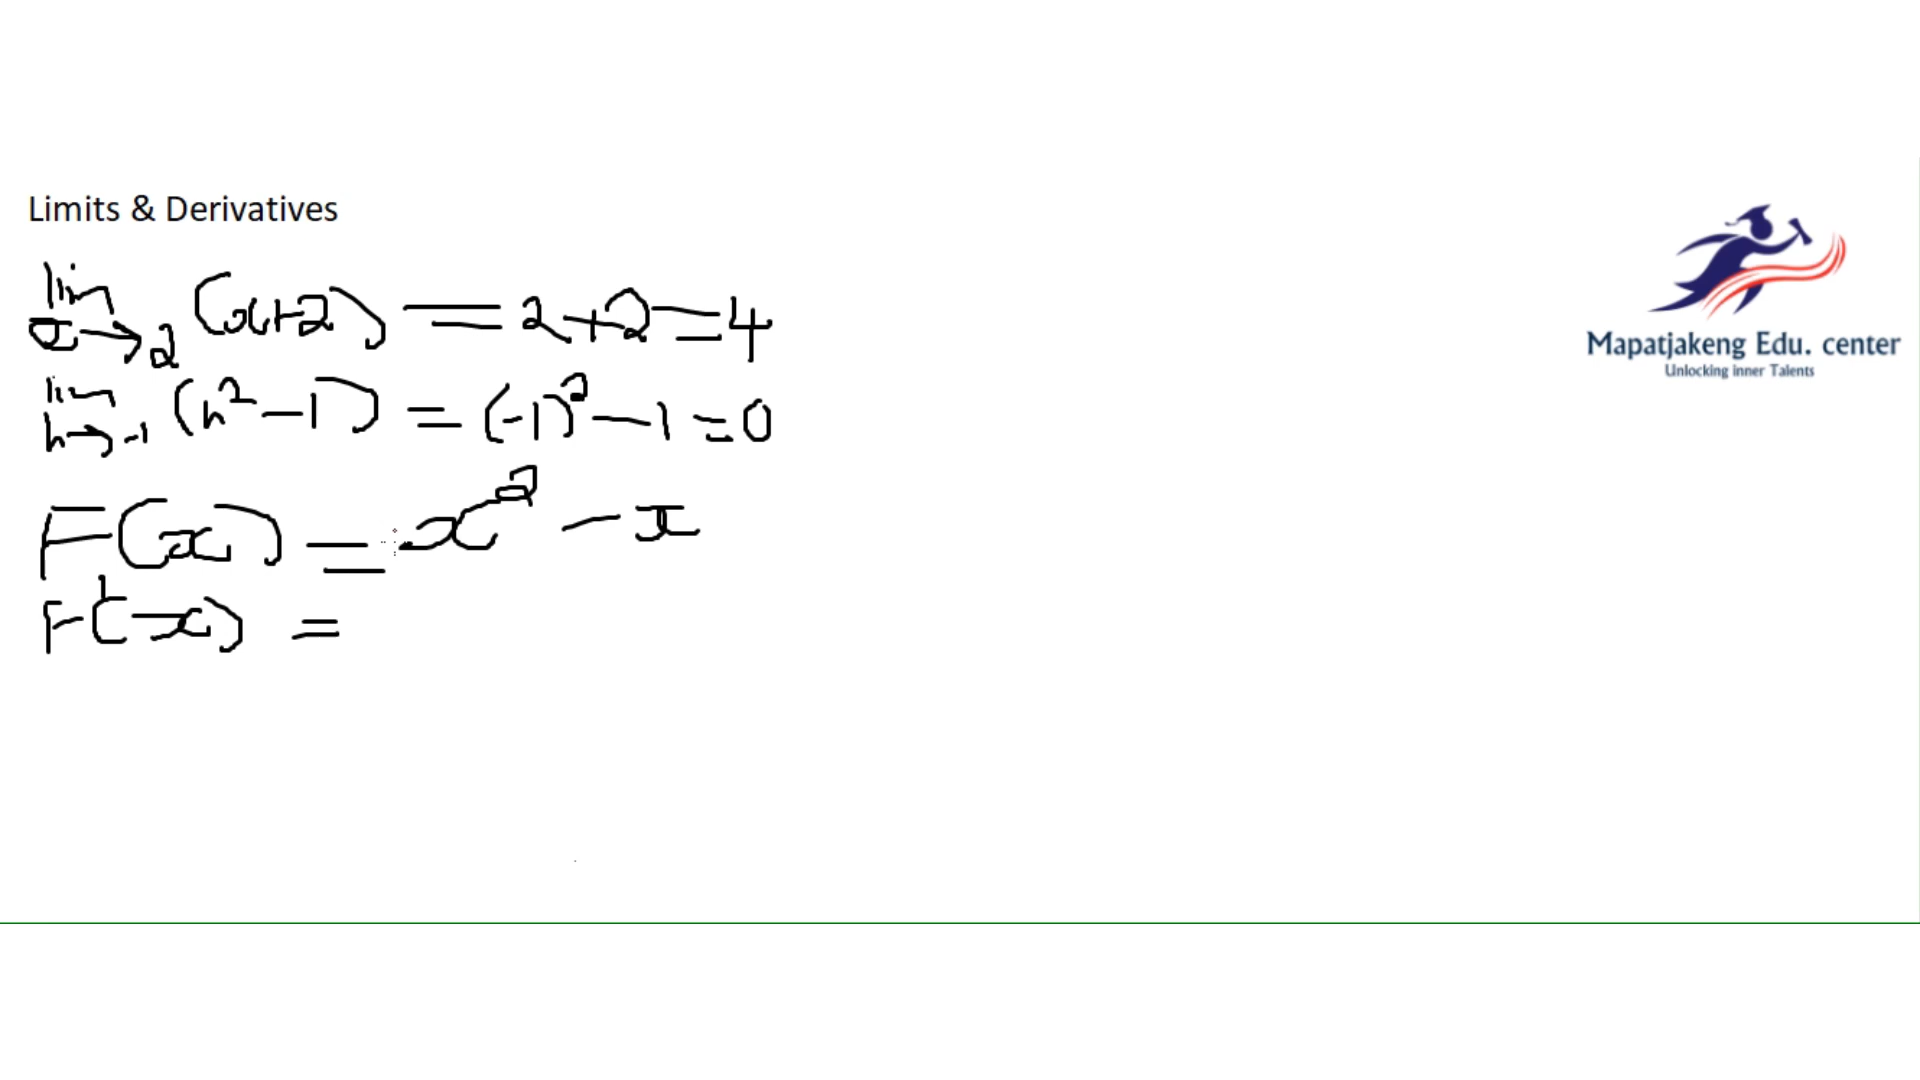 Limits & Derivatives
lim x→2 (x+2) = 2+2 = 4
lim h→-1 (h²-1) = (-1)² - 1 = 0
F(x) = x² - x
F'(x) =
Mapatjakeng Edu. center
Unlocking inner Talents